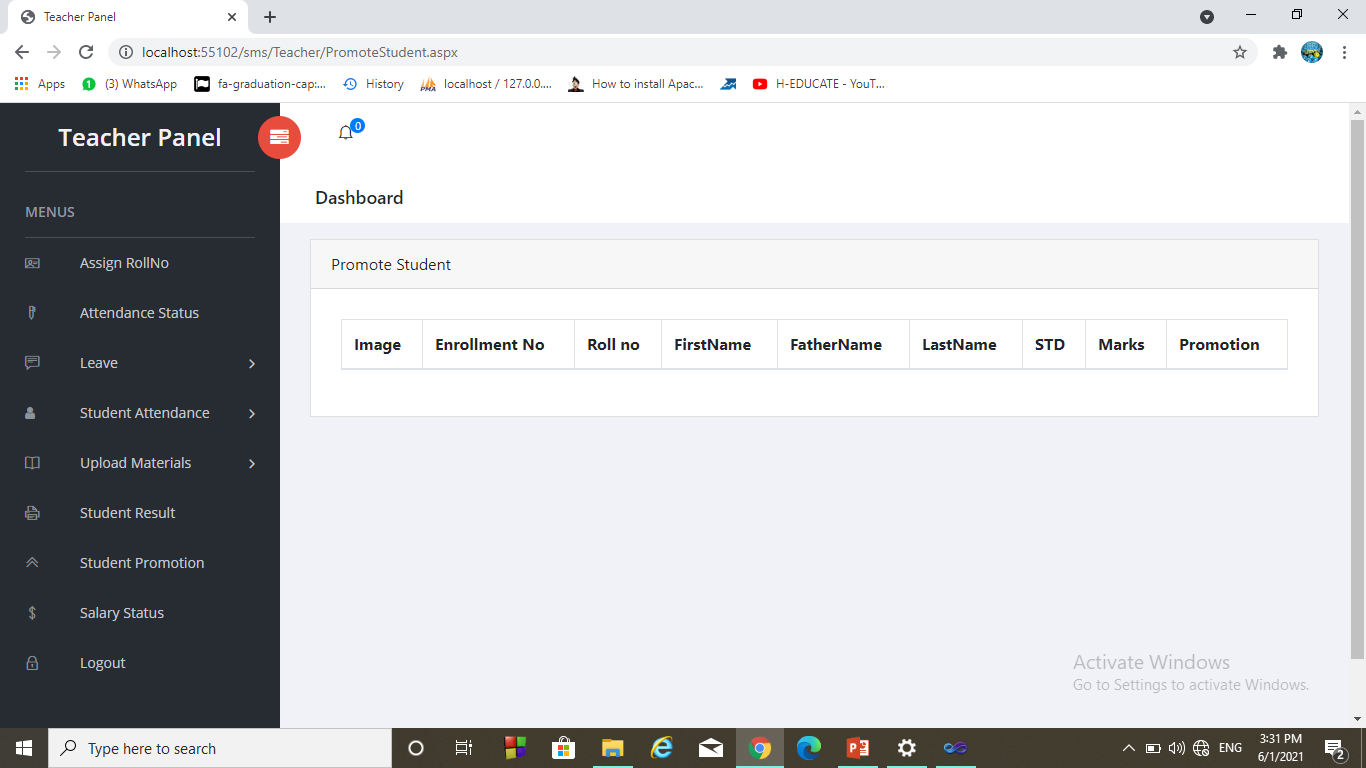 Teacher Panel
localhost:55102/sms/Teacher/PromoteStudent.aspx
Apps (3) WhatsApp fa-graduation-cap:... History localhost / 127.0.0.... How to install Apac... H-EDUCATE - YouT...
Teacher Panel
0
Dashboard
MENUS
Assign RollNo
Attendance Status
Leave
Student Attendance
Upload Materials
Student Result
Student Promotion
Salary Status
Logout
Promote Student
Image Enrollment No Roll no FirstName FatherName LastName STD Marks Promotion
Activate Windows
Go to Settings to activate Windows.
Type here to search
ENG
3:31 PM
6/1/2021
2